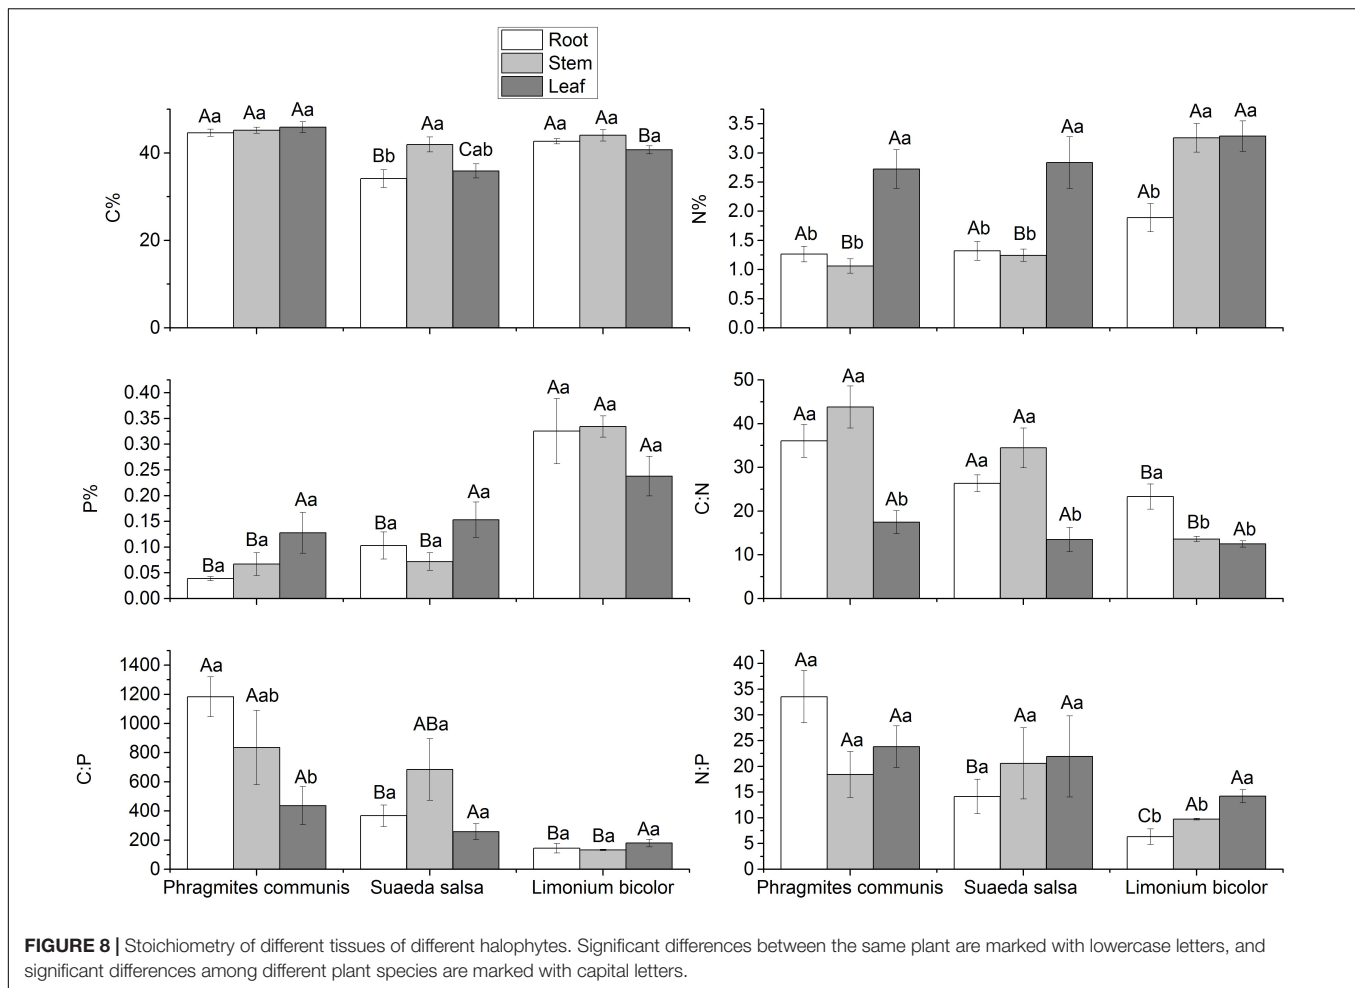 Root
Stem
Leaf
C%
40
20
0
Aa Aa Aa
Bb Aa Cab
Aa Aa Ba
N%
3.5
3.0
2.5
2.0
1.5
1.0
0.5
0.0
Ab Bb Aa
Ab Bb Aa
Ab Aa Aa
P%
0.40
0.35
0.30
0.25
0.20
0.15
0.10
0.05
0.00
Ba Ba Aa
Ba Ba Aa
Aa Aa Aa
C:N
50
40
30
20
10
0
Aa Aa Ab
Aa Aa Ab
Ba Bb Ab
C:P
1400
1200
1000
800
600
400
200
0
Aa Aab Ab
Ba ABa Aa
Ba Ba Aa
Phragmites communis Suaeda salsa Limonium bicolor
N:P
40
35
30
25
20
15
10
5
0
Aa Aa Aa
Ba Aa Aa
Cb Ab Aa
Phragmites communis Suaeda salsa Limonium bicolor
FIGURE 8 | Stoichiometry of different tissues of different halophytes. Significant differences between the same plant are marked with lowercase letters, and
significant differences among different plant species are marked with capital letters.